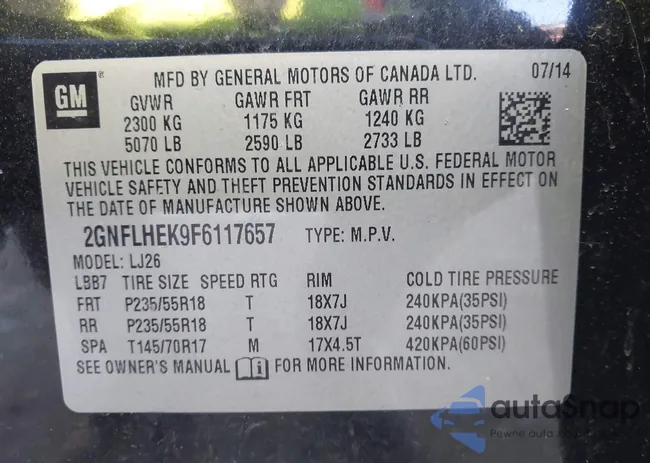 GM
MFD BY GENERAL MOTORS OF CANADA LTD. 07/14
GVWR GAWR FRT GAWR RR
2300 KG 1175 KG 1240 KG
5070 LB 2590 LB 2733 LB
THIS VEHICLE CONFORMS TO ALL APPLICABLE U.S. FEDERAL MOTOR
VEHICLE SAFETY AND THEFT PREVENTION STANDARDS IN EFFECT ON
THE DATE OF MANUFACTURE SHOWN ABOVE.
2GNFLHEK9F6117657 TYPE: M.P.V.
MODEL: LJ26
LBB7 TIRE SIZE SPEED RTG RIM COLD TIRE PRESSURE
FRT P235/55R18 T 18X7J 240KPA(35PSI)
RR P235/55R18 T 18X7J 240KPA(35PSI)
SPA T145/70R17 M 17X4.5T 420KPA(60PSI)
SEE OWNER'S MANUAL FOR MORE INFORMATION.
autaSnap
Pewne auto